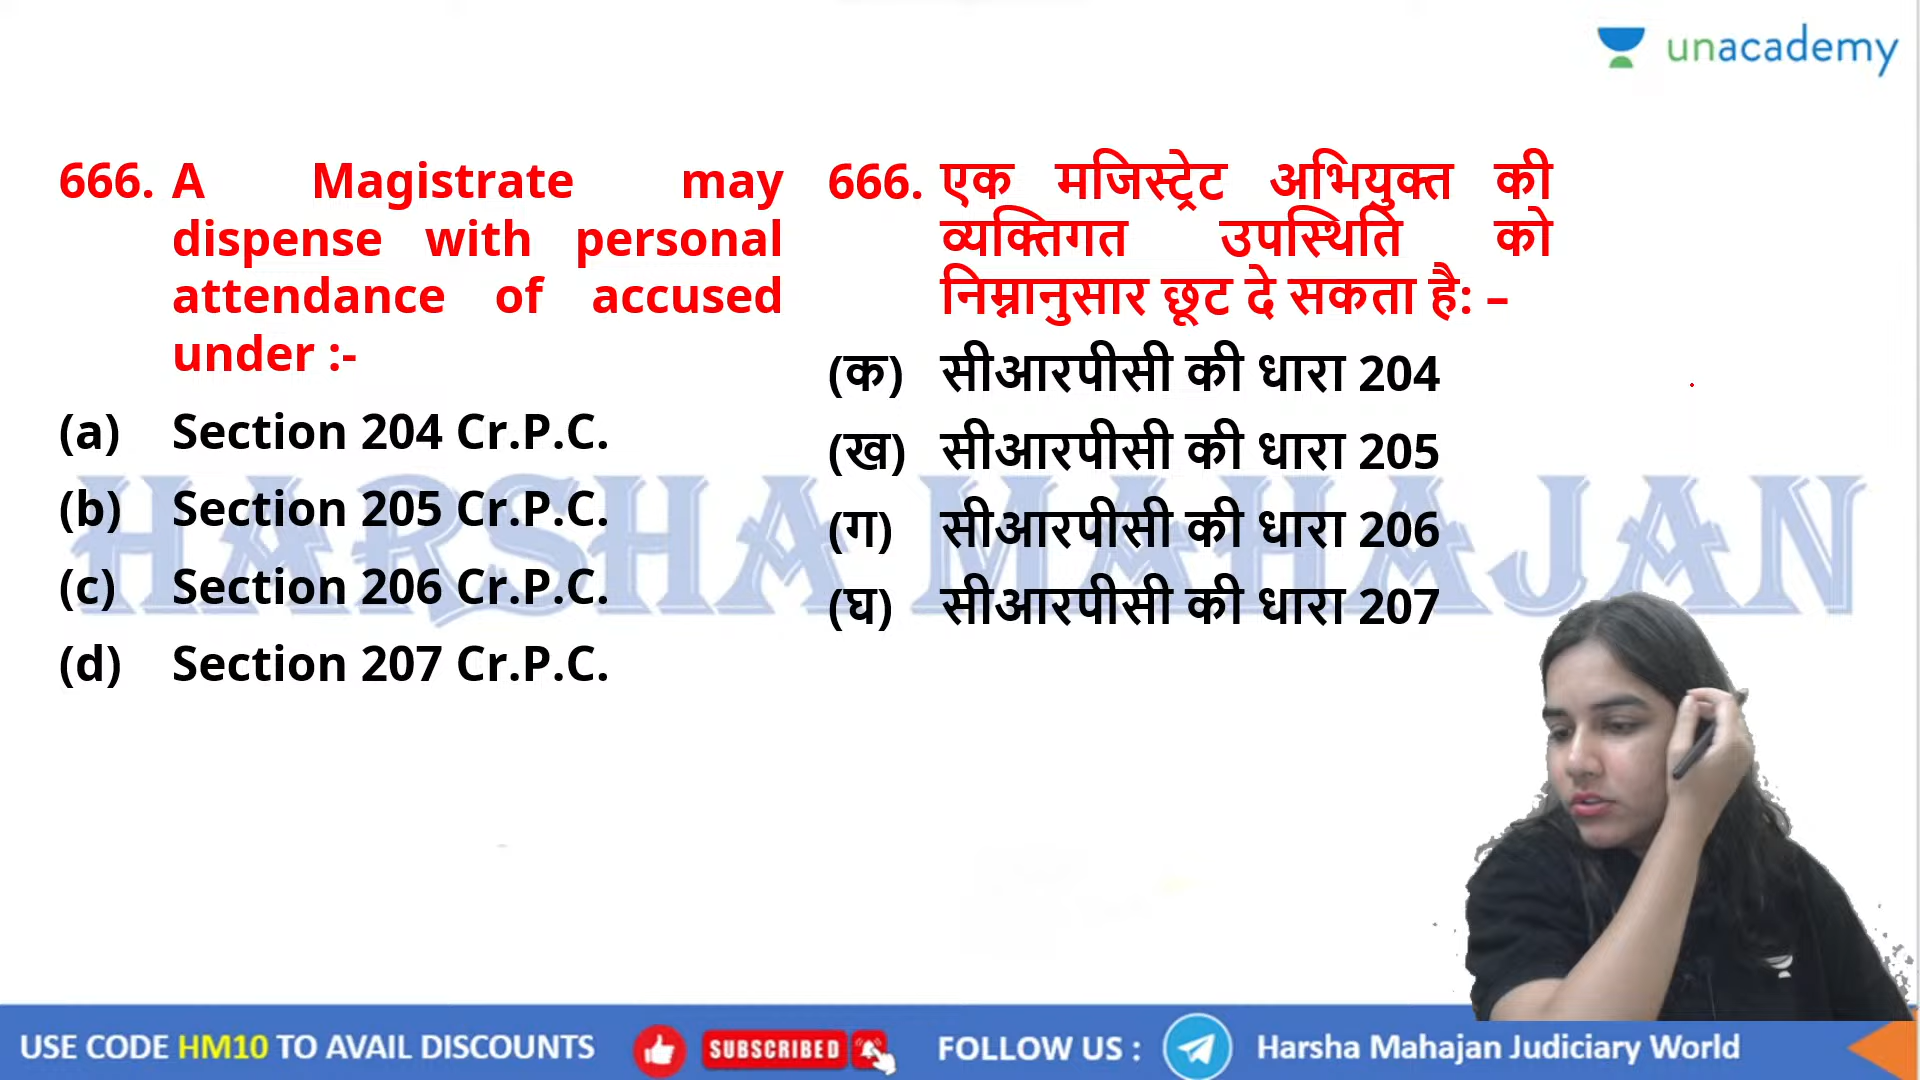 unacademy
666. A Magistrate may
dispense with personal
attendance of accused
under :-
(a) Section 204 Cr.P.C.
(b) Section 205 Cr.P.C.
(c) Section 206 Cr.P.C.
(d) Section 207 Cr.P.C.
666. एक मजिस्ट्रेट अभियुक्त की
व्यक्तिगत उपस्थिति को
निम्नानुसार छूट दे सकता है: –
(क) सीआरपीसी की धारा 204
(ख) सीआरपीसी की धारा 205
(ग) सीआरपीसी की धारा 206
(घ) सीआरपीसी की धारा 207
HARSHA MAHAJAN
USE CODE HM10 TO AVAIL DISCOUNTS SUBSCRIBED FOLLOW US : Harsha Mahajan Judiciary World